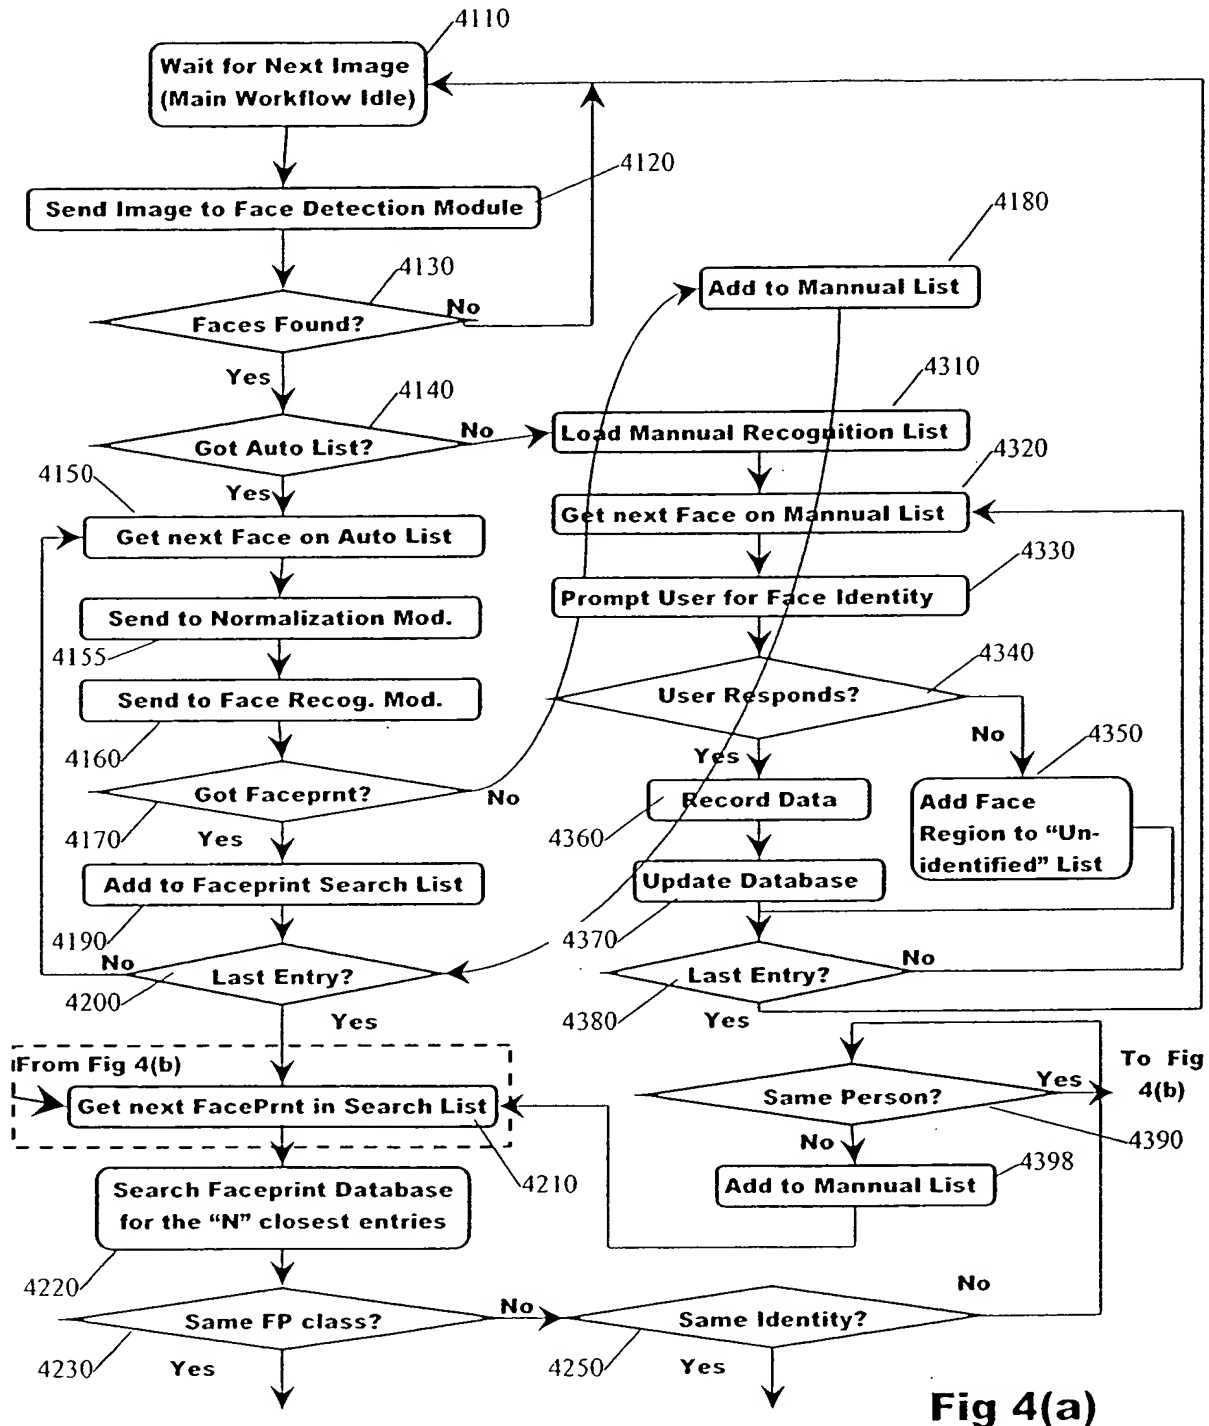 4110
Wait for Next Image
(Main Workflow Idle)
4120
Send Image to Face Detection Module
4180
4130
Add to Mannual List
No
Faces Found?
Yes
4140
4310
No
Load Mannual Recognition List
Got Auto List?
4150
Yes
4320
Get next Face on Mannual List
Get next Face on Auto List
4330
Prompt User for Face Identity
Send to Normalization Mod.
4155
4340
User Responds?
Send to Face Recog. Mod.
No
4350
Yes
4160
Got Faceprnt?
No
Record Data
Add Face
Region to “Un-
identified” List
4170
Yes
4360
Add to Faceprint Search List
Update Database
4190
4370
No
Last Entry?
No
Last Entry?
4200
4380
Yes
Yes
From Fig 4(b)
To Fig
4(b)
Yes
Same Person?
Get next FacePrnt in Search List
No
4390
4398
4210
Add to Mannual List
Search Faceprint Database
for the “N” closest entries
4220
No
No
Same FP class?
Same Identity?
4230
Yes
4250
Yes
Fig 4(a)